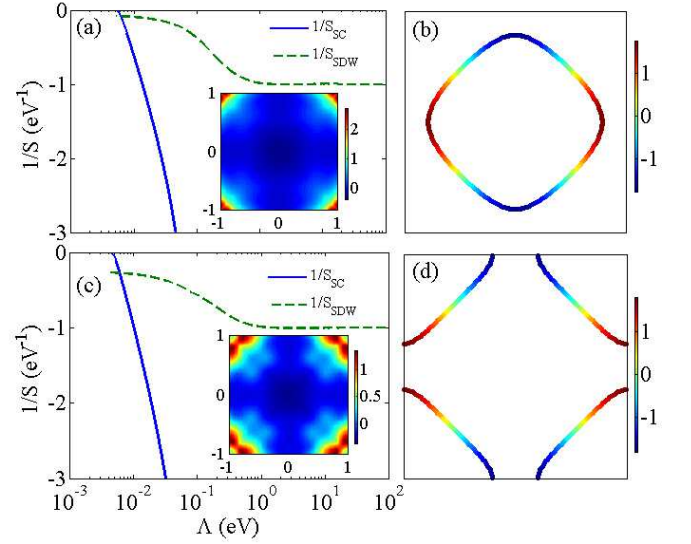 (a)
1/S_SC
1/S_SDW
0
-1
-2
-3
1/S (eV⁻¹)
1
0
-1
-1 0 1
2
1
0
(b)
1
0
-1
(c)
1/S_SC
1/S_SDW
0
-1
-2
-3
1/S (eV⁻¹)
1
0
-1
-1 0 1
1
0.5
0
10⁻³ 10⁻² 10⁻¹ 10⁰ 10¹ 10²
Λ (eV)
(d)
1
0
-1